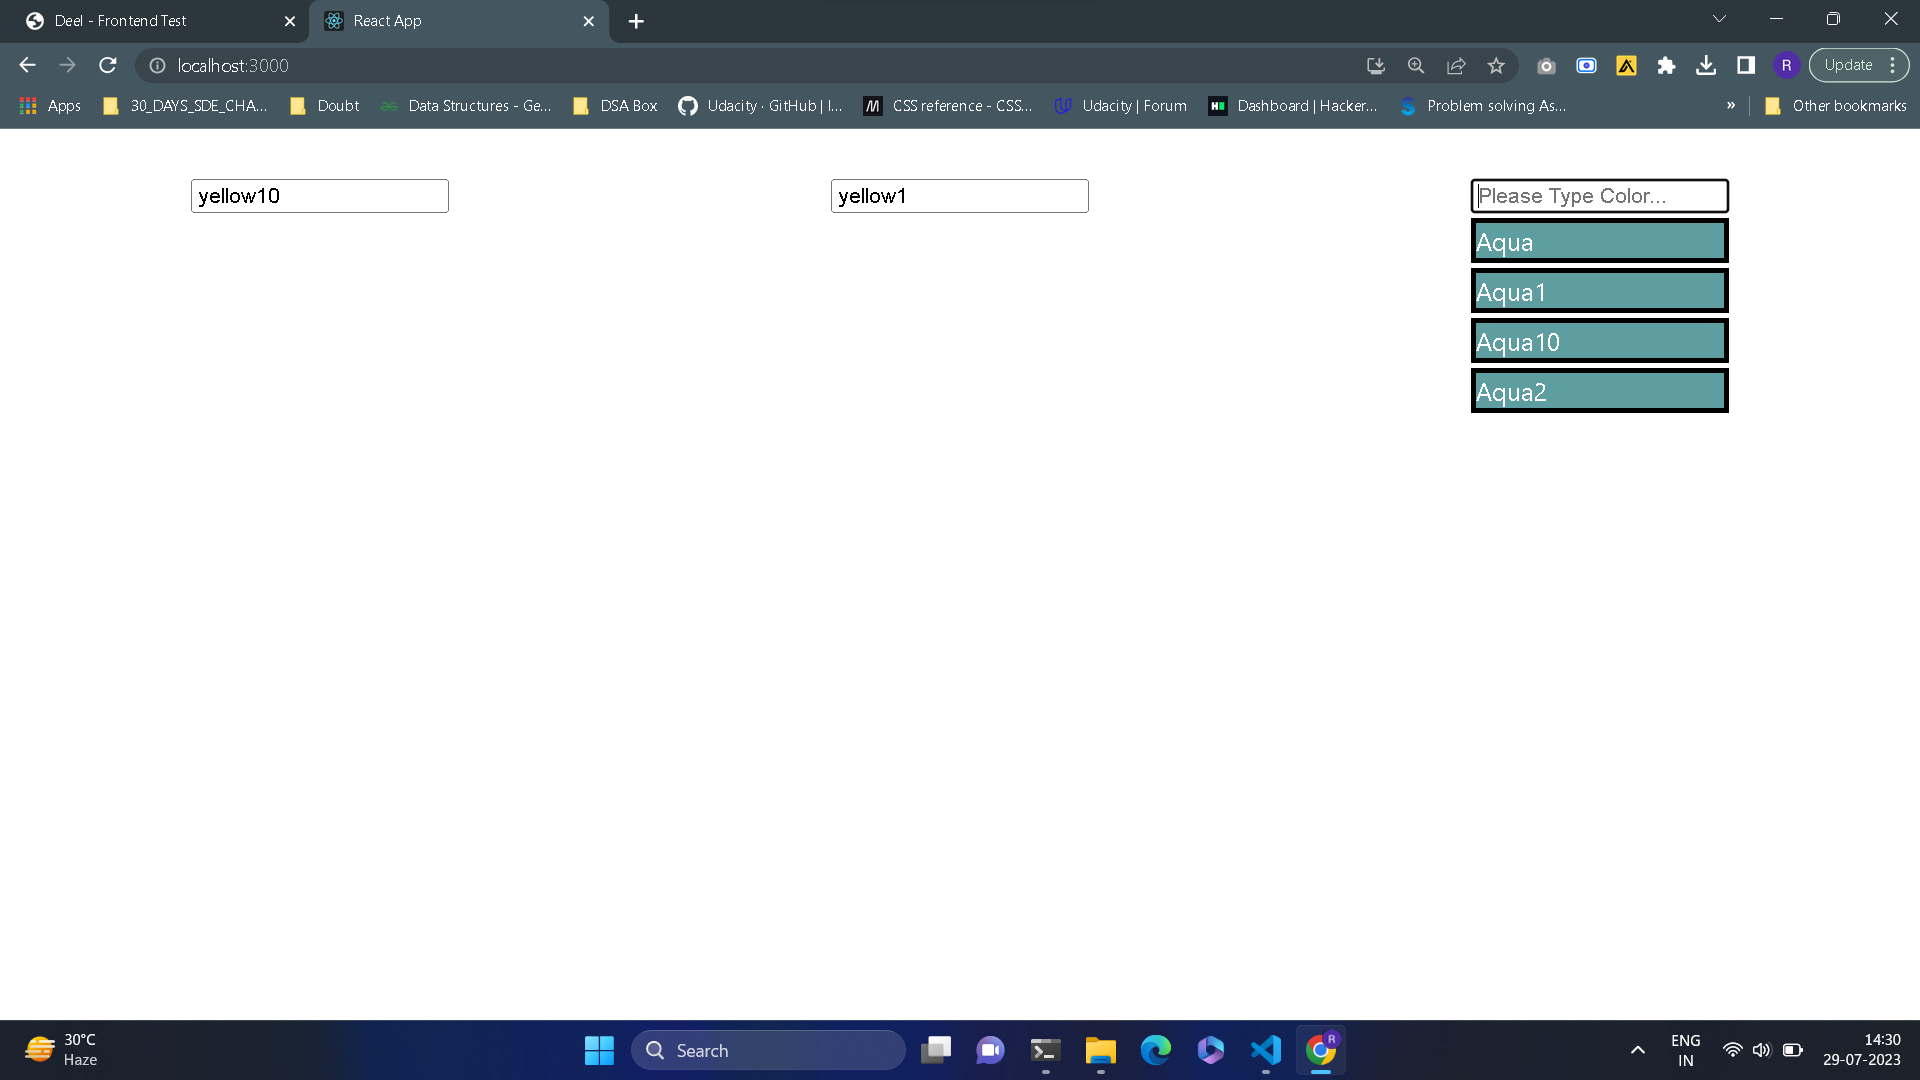 Deel - Frontend Test
React App
localhost:3000
Update
Apps
30_DAYS_SDE_CHA...
Doubt
Data Structures - Ge...
DSA Box
Udacity · GitHub | I...
CSS reference - CSS...
Udacity | Forum
Dashboard | Hacker...
Problem solving As...
»
Other bookmarks
yellow10
yellow1
Please Type Color...
Aqua
Aqua1
Aqua10
Aqua2
30°C
Haze
Search
ENG
IN
14:30
29-07-2023